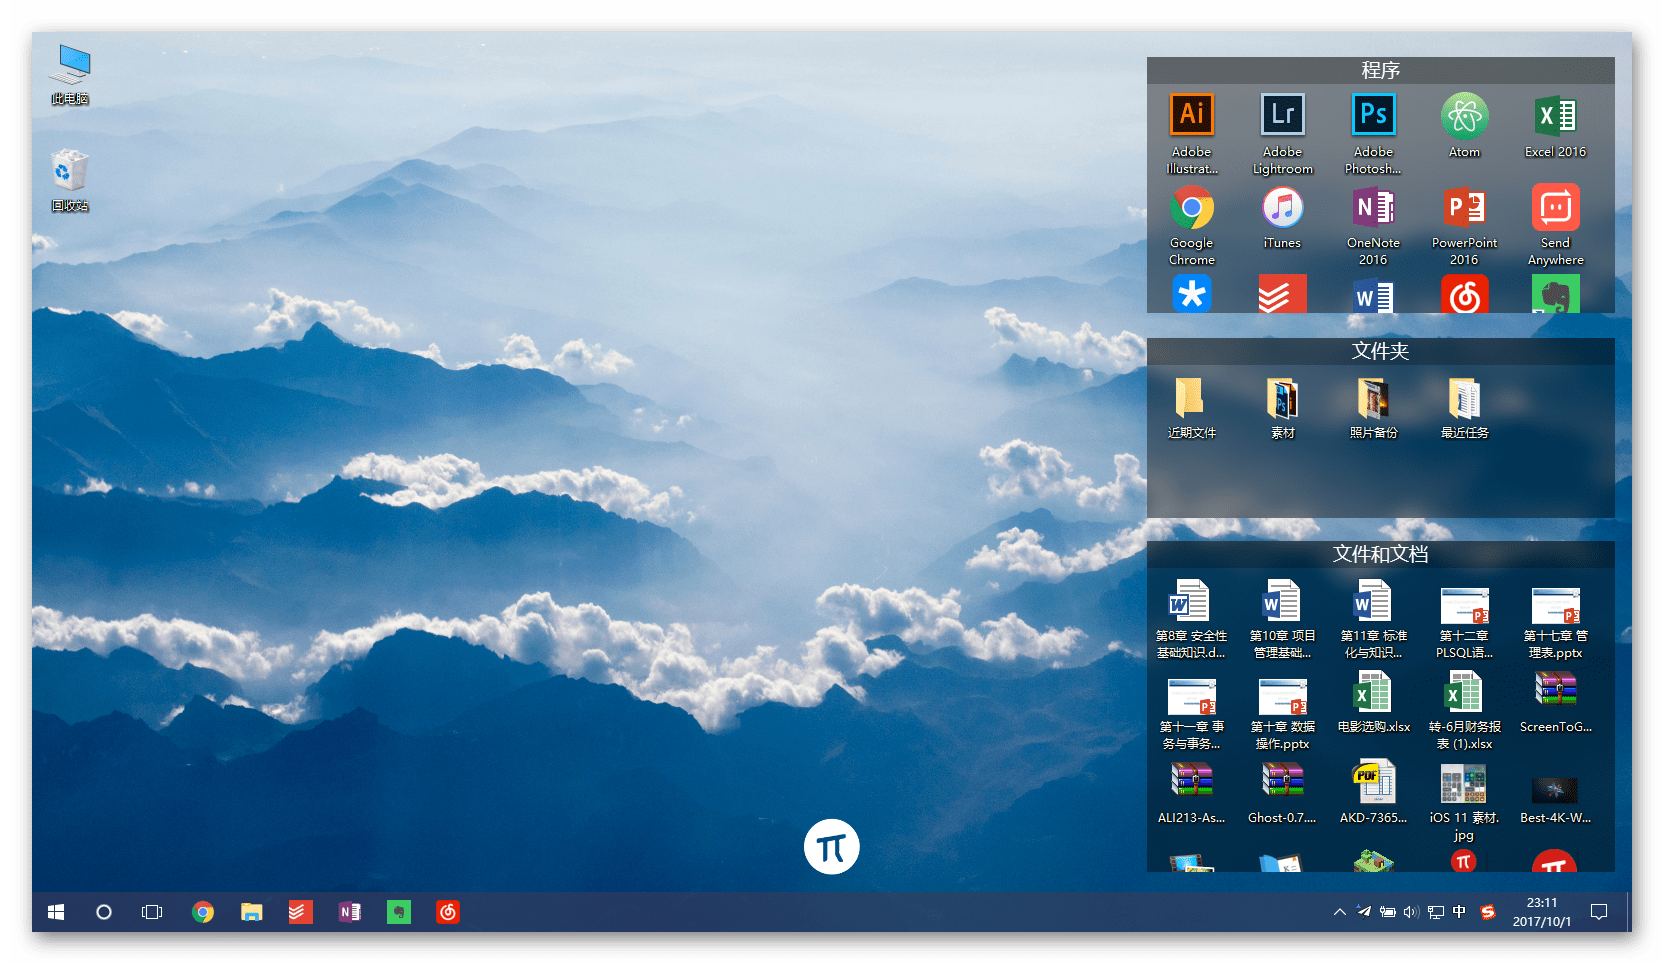 此电脑
回收站
程序
Ai
Lr
Ps
Adobe
Illustrat...
Adobe
Lightroom
Adobe
Photosh...
Atom
Excel 2016
Google
Chrome
iTunes
OneNote
2016
PowerPoint
2016
Send
Anywhere
文件夹
近期文件
素材
照片备份
最近任务
文件和文档
第8章 安全性
基础知识.d...
第10章 项目
管理基础...
第11章 标准
化与知识...
第十二章
PLSQL语...
第十七章 管
理表.pptx
第十一章 事
务与事务...
第十章 数据
操作.pptx
电影选购.xlsx
转-6月财务报
表 (1).xlsx
ScreenToG...
PDF
ALI213-As...
Ghost-0.7....
AKD-7365...
iOS 11 素材.
jpg
Best-4K-W...
π
中
23:11
2017/10/1